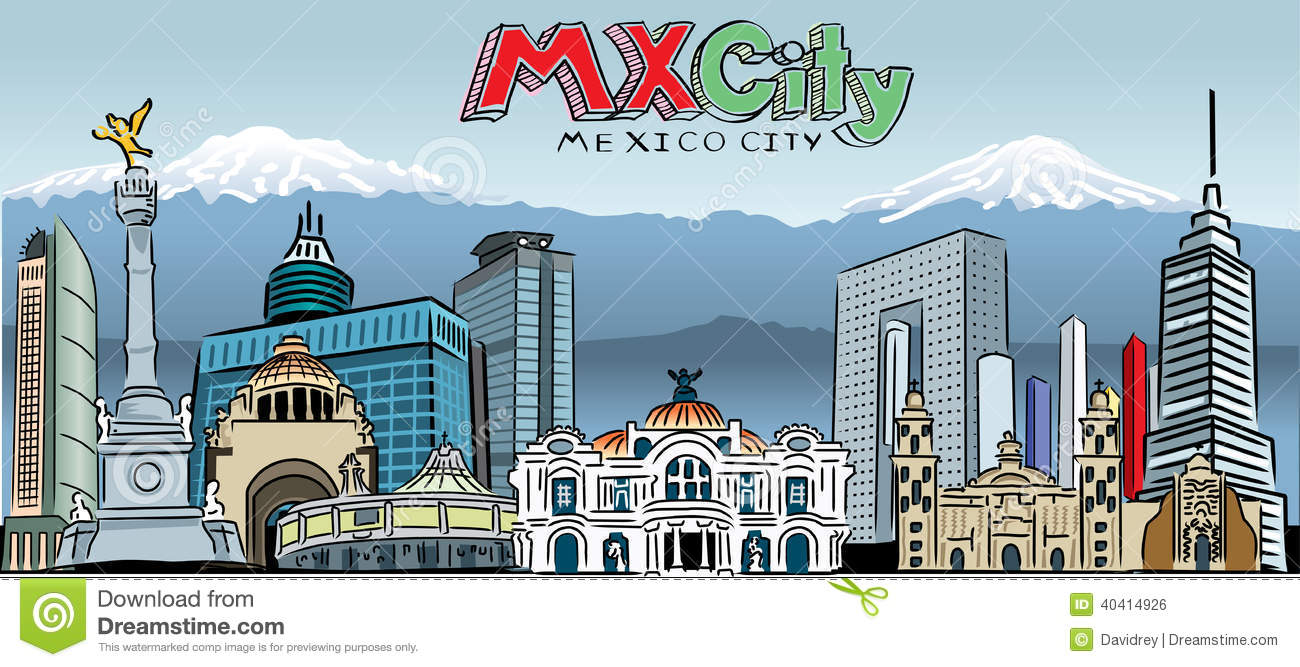 MXCity
MEXICO CITY
dreamstime.
Download from
Dreamstime.com
This watermarked comp image is for previewing purposes only.
ID 40414926
© Davidrey | Dreamstime.com